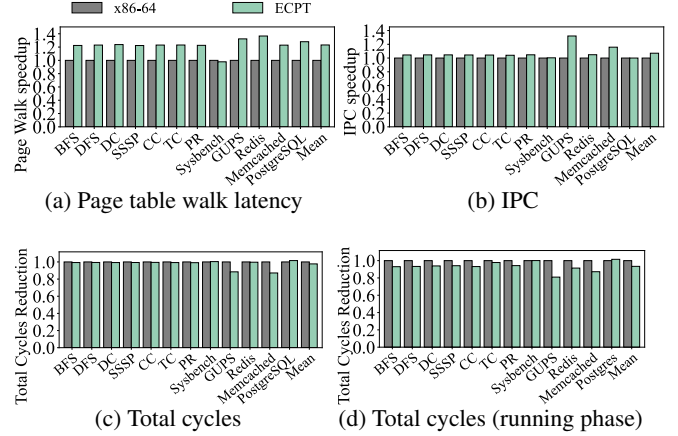 x86-64 ECPT
Page Walk speedup
1.4
1.2
1.0
0.8
0.6
0.4
0.2
0.0
BFS DFS DC SSSP CC TC PR Sysbench GUPS Redis Memcached PostgreSQL Mean
(a) Page table walk latency
IPC speedup
1.4
1.2
1.0
0.8
0.6
0.4
0.2
0.0
BFS DFS DC SSSP CC TC PR Sysbench GUPS Redis Memcached PostgreSQL Mean
(b) IPC
Total Cycles Reduction
1.0
0.8
0.6
0.4
0.2
0.0
BFS DFS DC SSSP CC TC PR Sysbench GUPS Redis Memcached PostgreSQL Mean
(c) Total cycles
Total Cycles Reduction
1.0
0.8
0.6
0.4
0.2
0.0
BFS DFS DC SSSP CC TC PR Sysbench GUPS Redis Memcached Postgres Mean
(d) Total cycles (running phase)